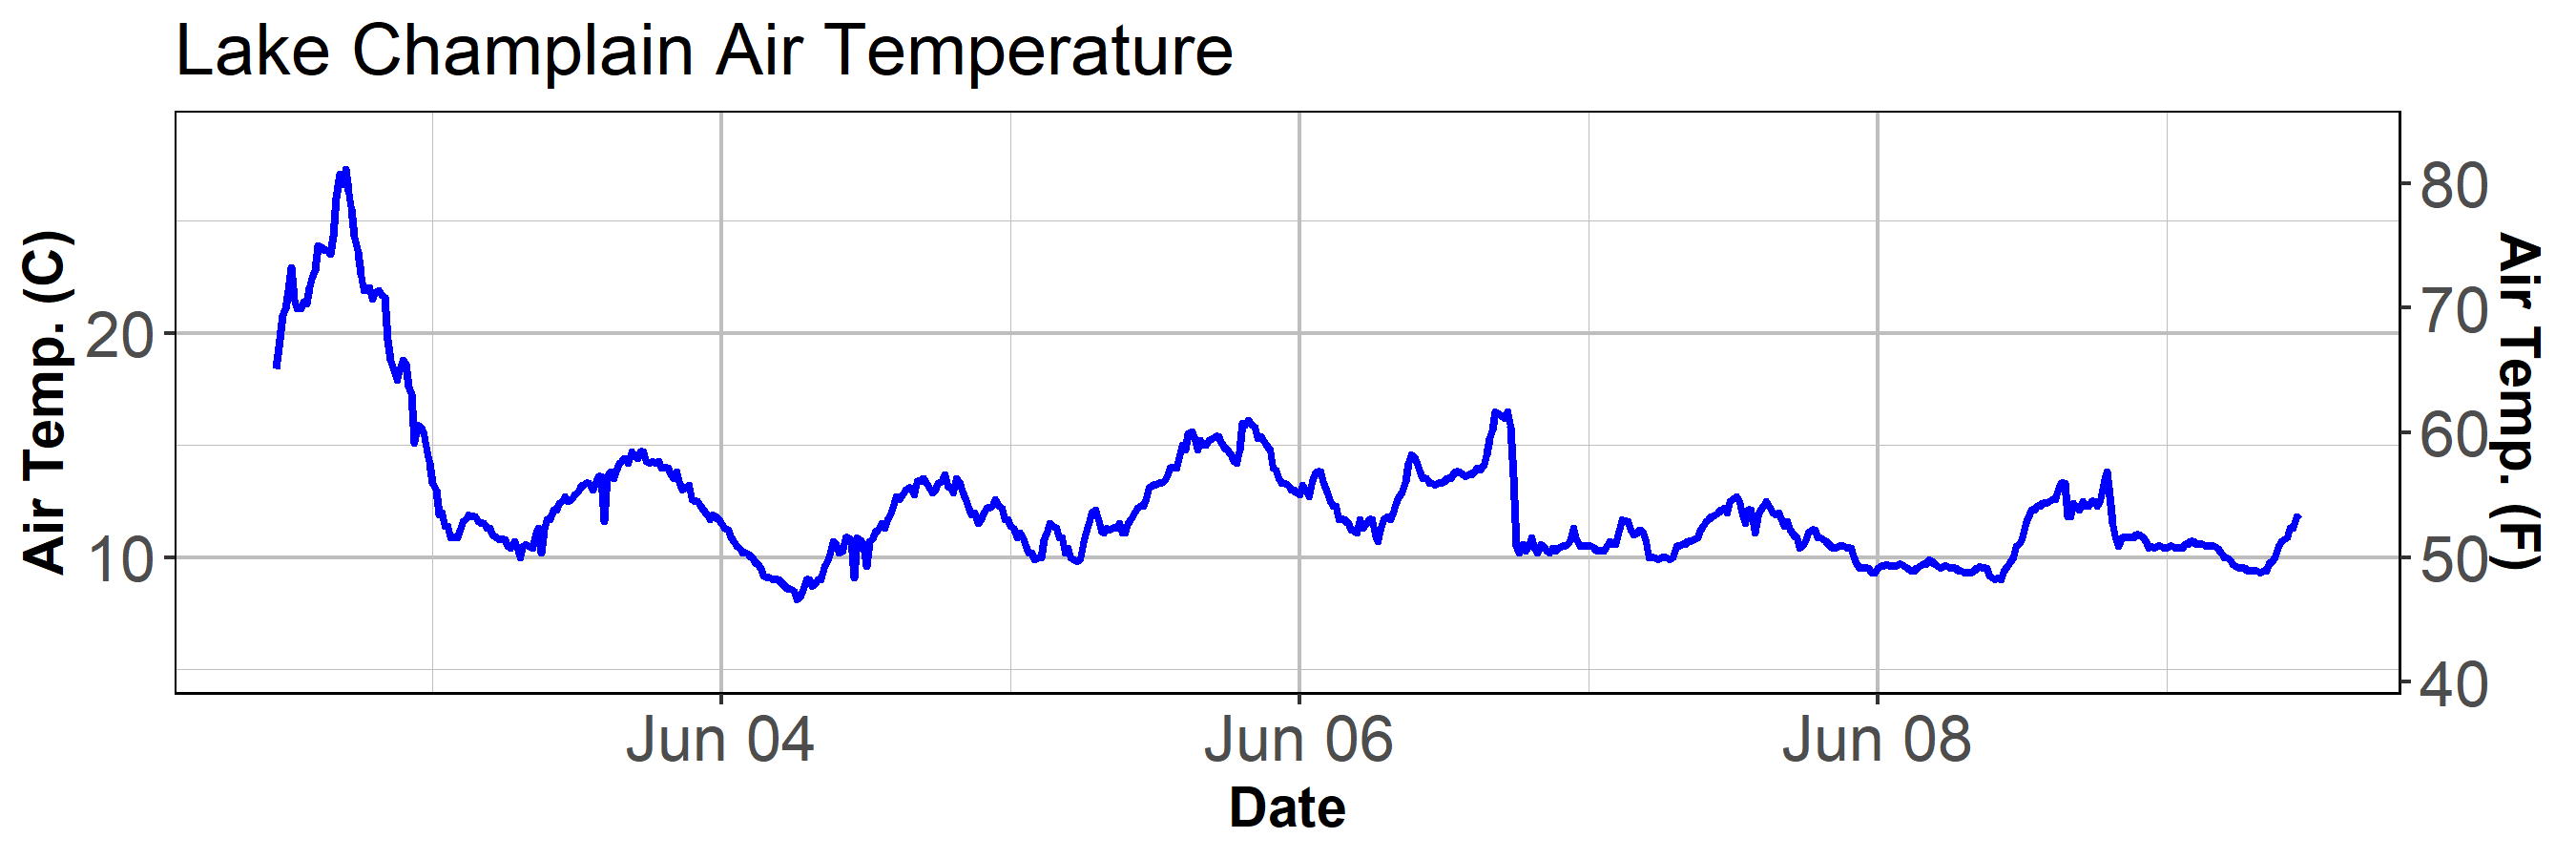 Lake Champlain Air Temperature
Air Temp. (C)
20
10
80
70
60
50
40
Air Temp. (F)
Jun 04
Jun 06
Jun 08
Date